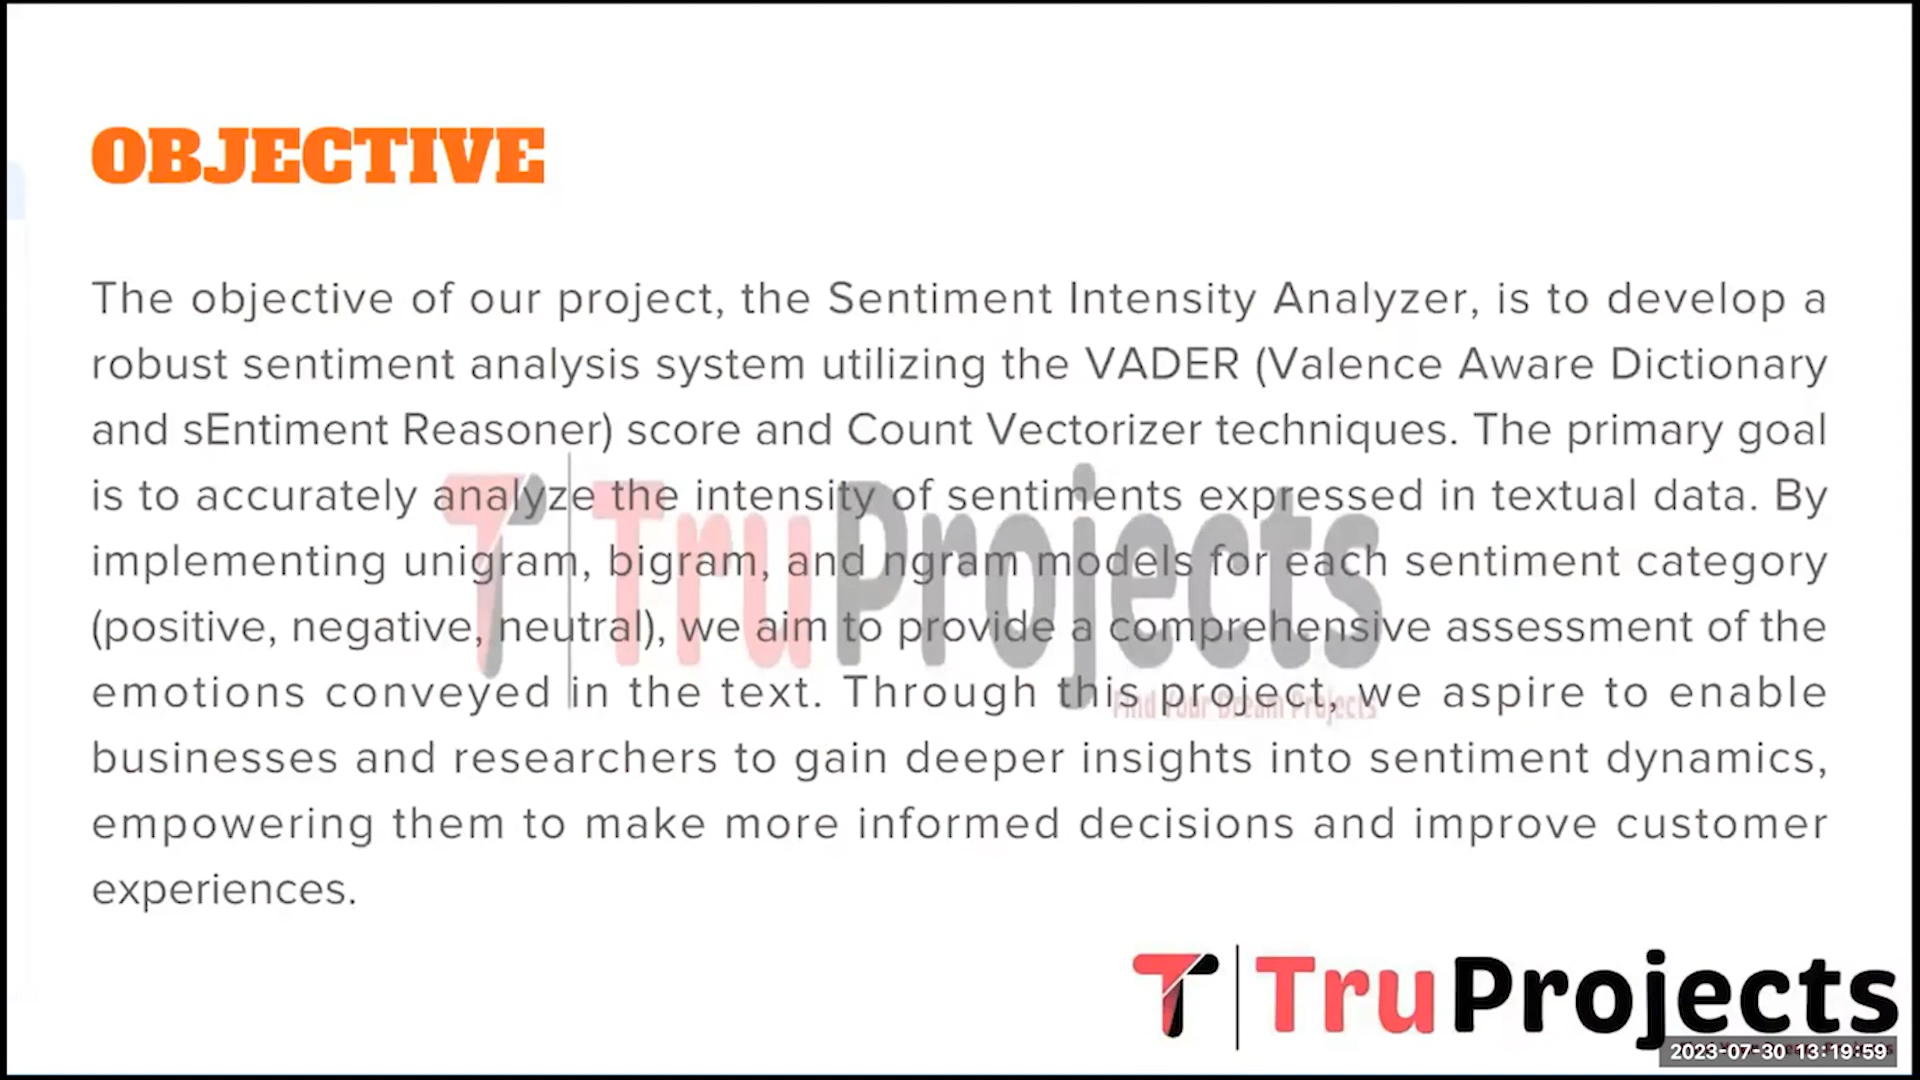 OBJECTIVE
The objective of our project, the Sentiment Intensity Analyzer, is to develop a
robust sentiment analysis system utilizing the VADER (Valence Aware Dictionary
and sEntiment Reasoner) score and Count Vectorizer techniques. The primary goal
is to accurately analyze the intensity of sentiments expressed in textual data. By
implementing unigram, bigram, and ngram models for each sentiment category
(positive, negative, neutral), we aim to provide a comprehensive assessment of the
emotions conveyed in the text. Through this project, we aspire to enable
businesses and researchers to gain deeper insights into sentiment dynamics,
empowering them to make more informed decisions and improve customer
experiences.
TruProjects
Find Your Dream Projects
TruProjects
2023-07-30 13:19:59